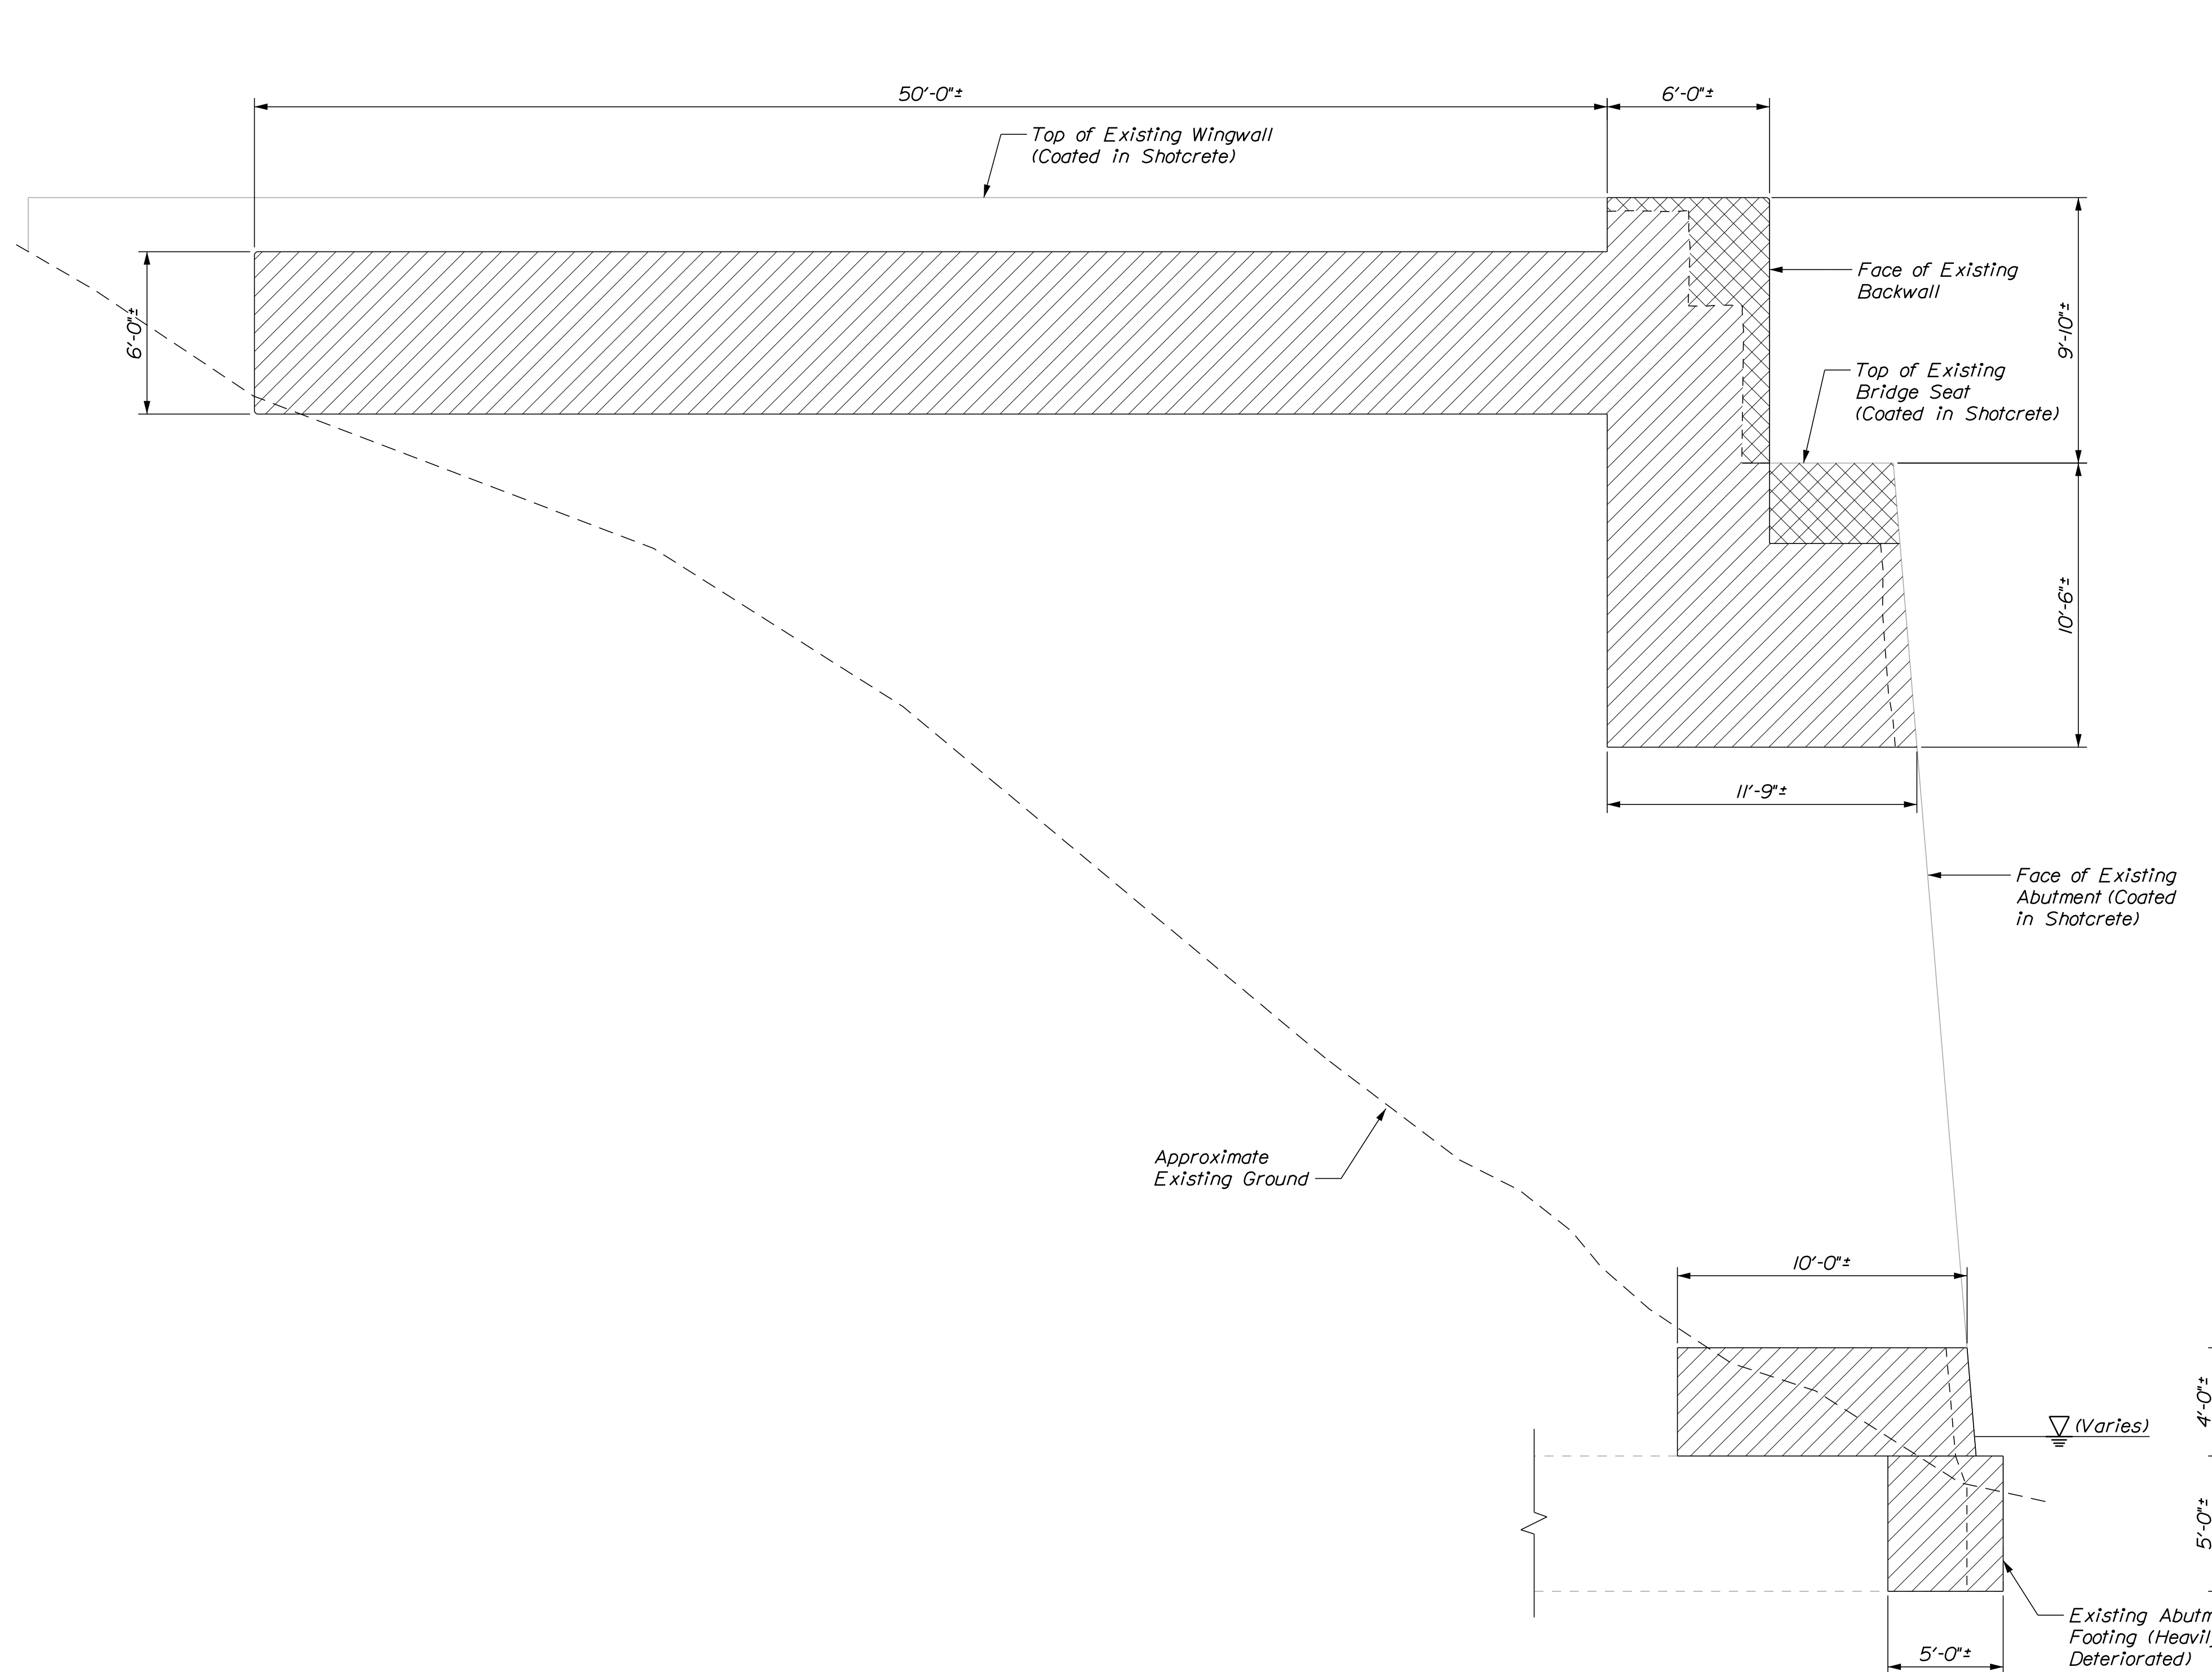 50'-0"±
6'-0"±
Top of Existing Wingwall
(Coated in Shotcrete)
Face of Existing
Backwall
6'-0"±
9'-10"±
Top of Existing
Bridge Seat
(Coated in Shotcrete)
10'-6"±
11'-9"±
Face of Existing
Abutment (Coated
in Shotcrete)
Approximate
Existing Ground
10'-0"±
4'-0"±
(Varies)
5'-0"±
Existing
Footing
Deteriorated)
5'-0"±